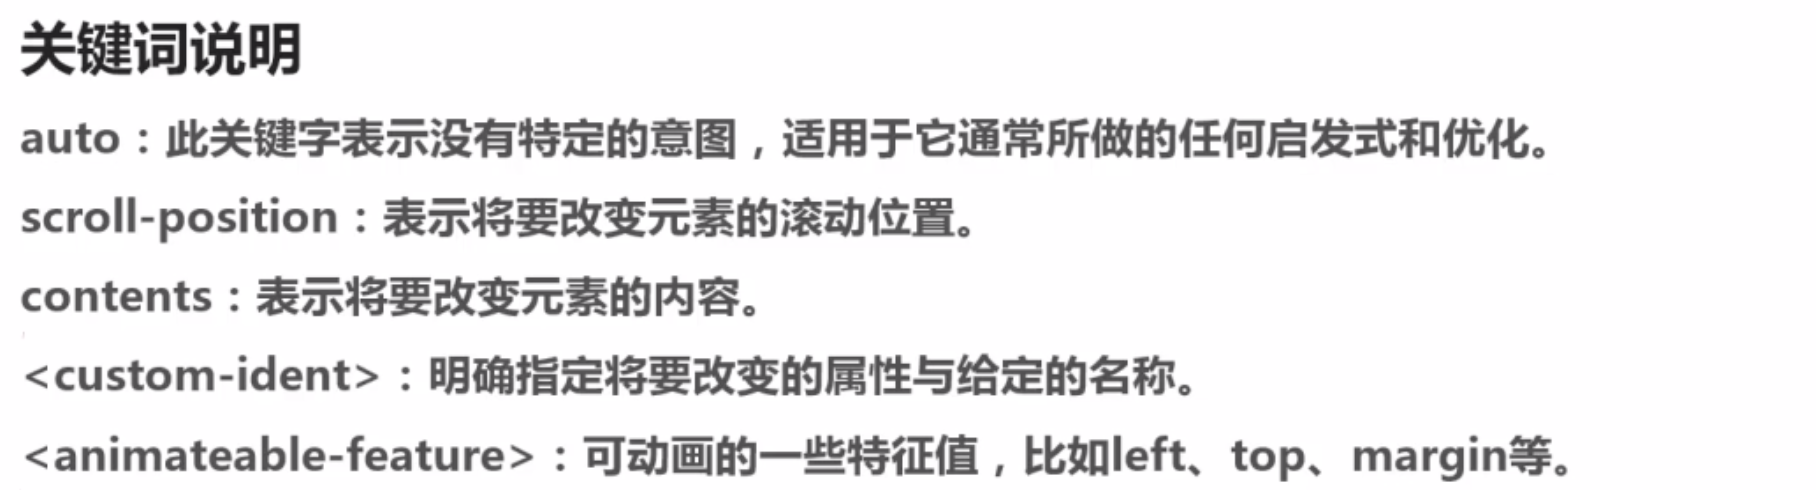 关键词说明
auto：此关键字表示没有特定的意图，适用于它通常所做的任何启发式和优化。
scroll-position：表示将要改变元素的滚动位置。
contents：表示将要改变元素的内容。
<custom-ident>：明确指定将要改变的属性与给定的名称。
<animateable-feature>：可动画的一些特征值，比如left、top、margin等。